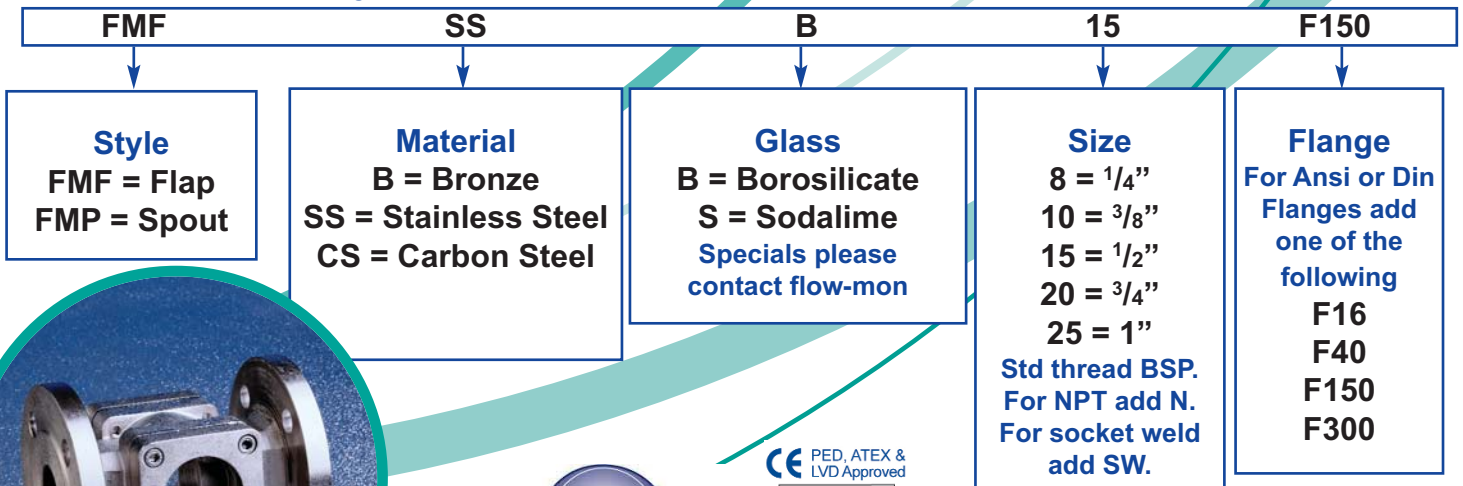 FMF SS B 15 F150
Style
FMF = Flap
FMP = Spout
Material
B = Bronze
SS = Stainless Steel
CS = Carbon Steel
Glass
B = Borosilicate
S = Sodalime
Specials please
contact flow-mon
Size
8 = 1/4”
10 = 3/8”
15 = 1/2”
20 = 3/4”
25 = 1”
Std thread BSP.
For NPT add N.
For socket weld
add SW.
Flange
For Ansi or Din
Flanges add
one of the
following
F16
F40
F150
F300
CE PED, ATEX &
LVD Approved